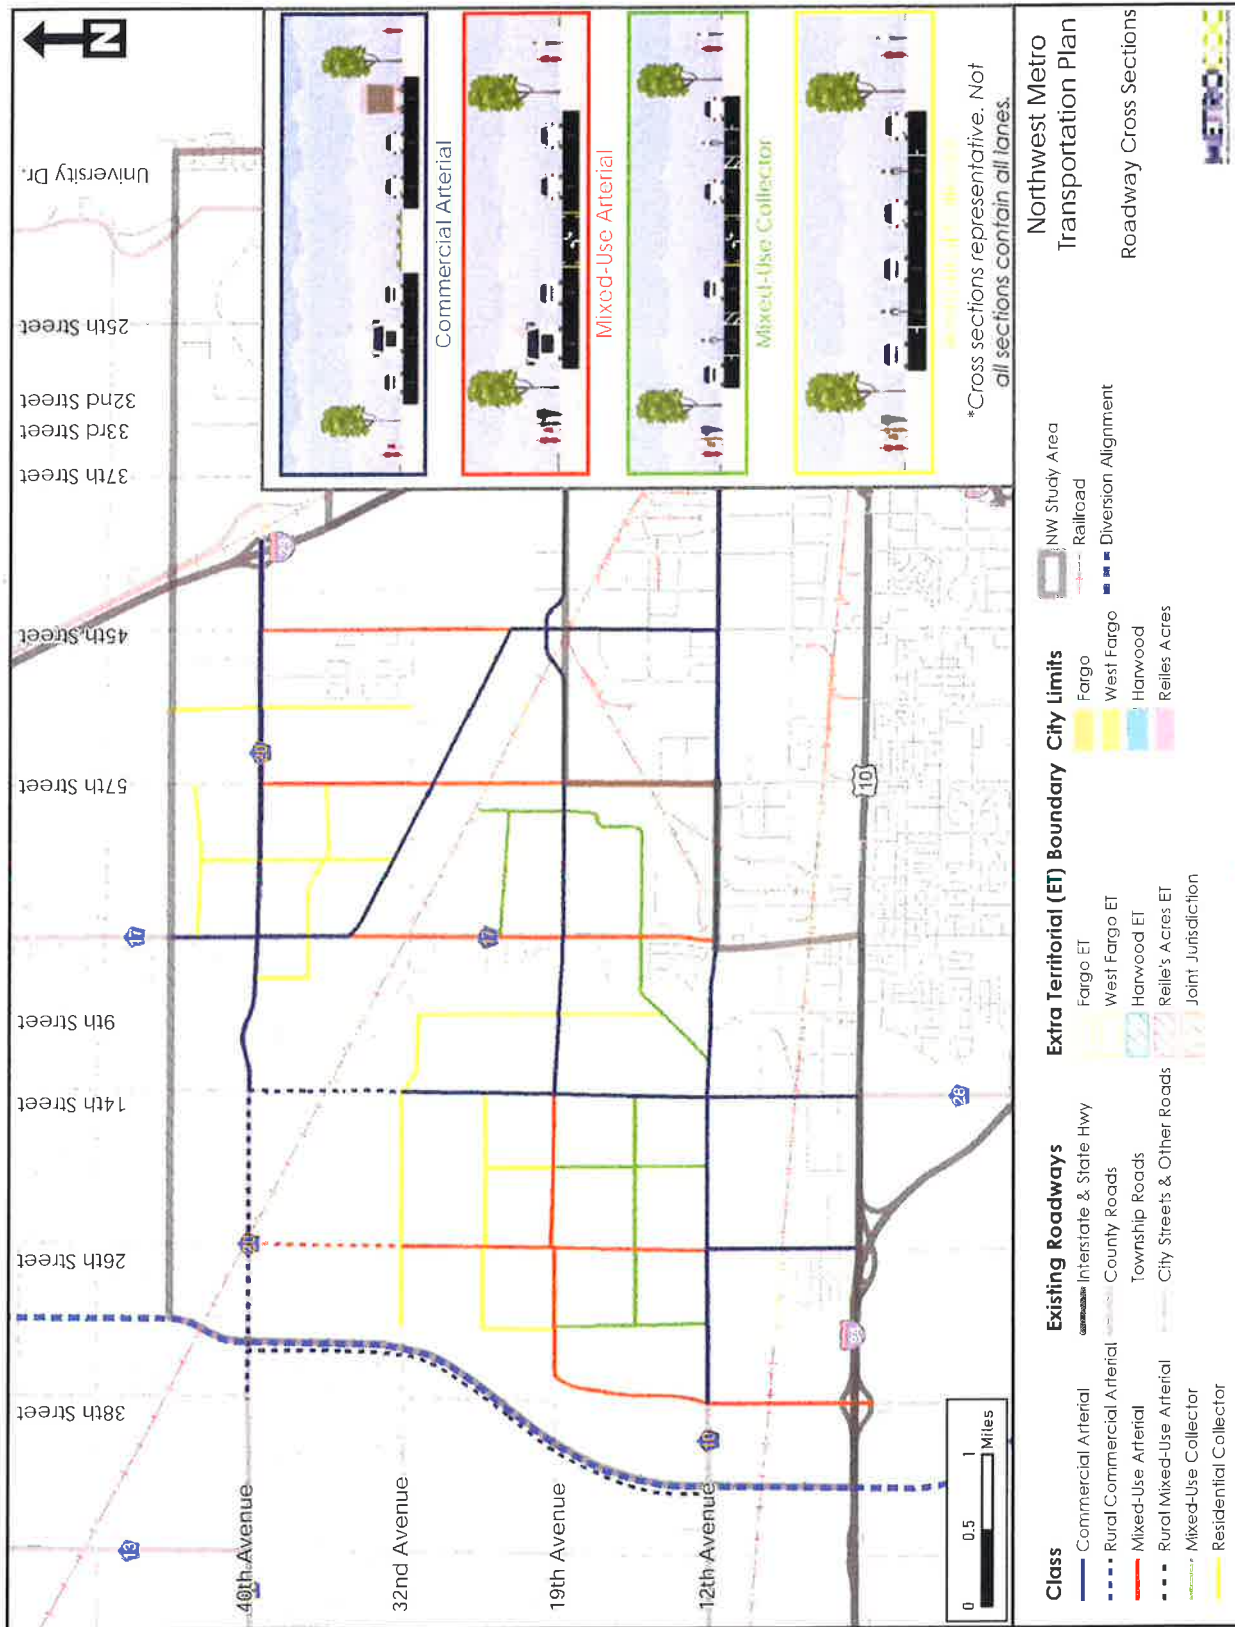 N
University Dr.
25th Street
32nd Street
33rd Street
37th Street
45th Street
57th Street
9th Street
14th Street
26th Street
38th Street
40th Avenue
32nd Avenue
19th Avenue
12th Avenue
13
17
17
20
20
10
10
28
Commercial Arterial
Mixed-Use Arterial
Mixed-Use Collector
*Cross sections representative. Not
all sections contain all lanes.
0
0.5
1
Miles
Class
Commercial Arterial
Rural Commercial Arterial
Mixed-Use Arterial
Rural Mixed-Use Arterial
Mixed-Use Collector
Residential Collector
Existing Roadways
Interstate & State Hwy
County Roads
Township Roads
City Streets & Other Roads
Extra Territorial (ET) Boundary
Fargo ET
West Fargo ET
Harwood ET
Reile's Acres ET
Joint Jurisdiction
City Limits
Fargo
West Fargo
Harwood
Reiles Acres
NW Study Area
Railroad
Diversion Alignment
Northwest Metro
Transportation Plan
Roadway Cross Sections